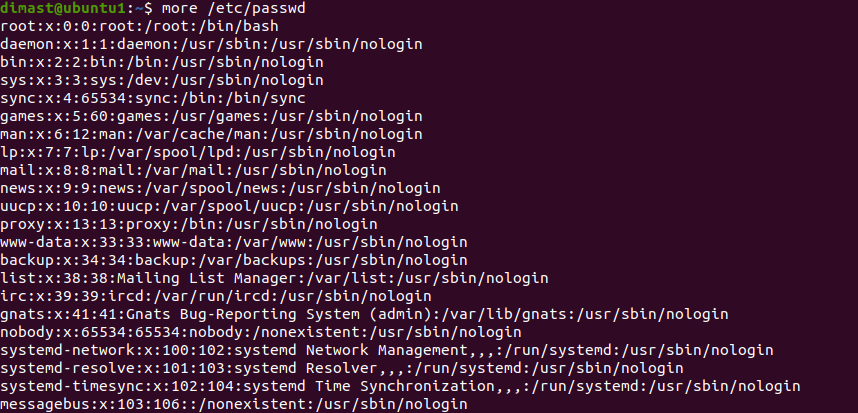 dimast@ubuntu1:~$ more /etc/passwd
root:x:0:0:root:/root:/bin/bash
daemon:x:1:1:daemon:/usr/sbin:/usr/sbin/nologin
bin:x:2:2:bin:/bin:/usr/sbin/nologin
sys:x:3:3:sys:/dev:/usr/sbin/nologin
sync:x:4:65534:sync:/bin:/bin/sync
games:x:5:60:games:/usr/games:/usr/sbin/nologin
man:x:6:12:man:/var/cache/man:/usr/sbin/nologin
lp:x:7:7:lp:/var/spool/lpd:/usr/sbin/nologin
mail:x:8:8:mail:/var/mail:/usr/sbin/nologin
news:x:9:9:news:/var/spool/news:/usr/sbin/nologin
uucp:x:10:10:uucp:/var/spool/uucp:/usr/sbin/nologin
proxy:x:13:13:proxy:/bin:/usr/sbin/nologin
www-data:x:33:33:www-data:/var/www:/usr/sbin/nologin
backup:x:34:34:backup:/var/backups:/usr/sbin/nologin
list:x:38:38:Mailing List Manager:/var/list:/usr/sbin/nologin
irc:x:39:39:ircd:/var/run/ircd:/usr/sbin/nologin
gnats:x:41:41:Gnats Bug-Reporting System (admin):/var/lib/gnats:/usr/sbin/nologin
nobody:x:65534:65534:nobody:/nonexistent:/usr/sbin/nologin
systemd-network:x:100:102:systemd Network Management,,,:/run/systemd:/usr/sbin/nologin
systemd-resolve:x:101:103:systemd Resolver,,,:/run/systemd:/usr/sbin/nologin
systemd-timesync:x:102:104:systemd Time Synchronization,,,:/run/systemd:/usr/sbin/nologin
messagebus:x:103:106::/nonexistent:/usr/sbin/nologin